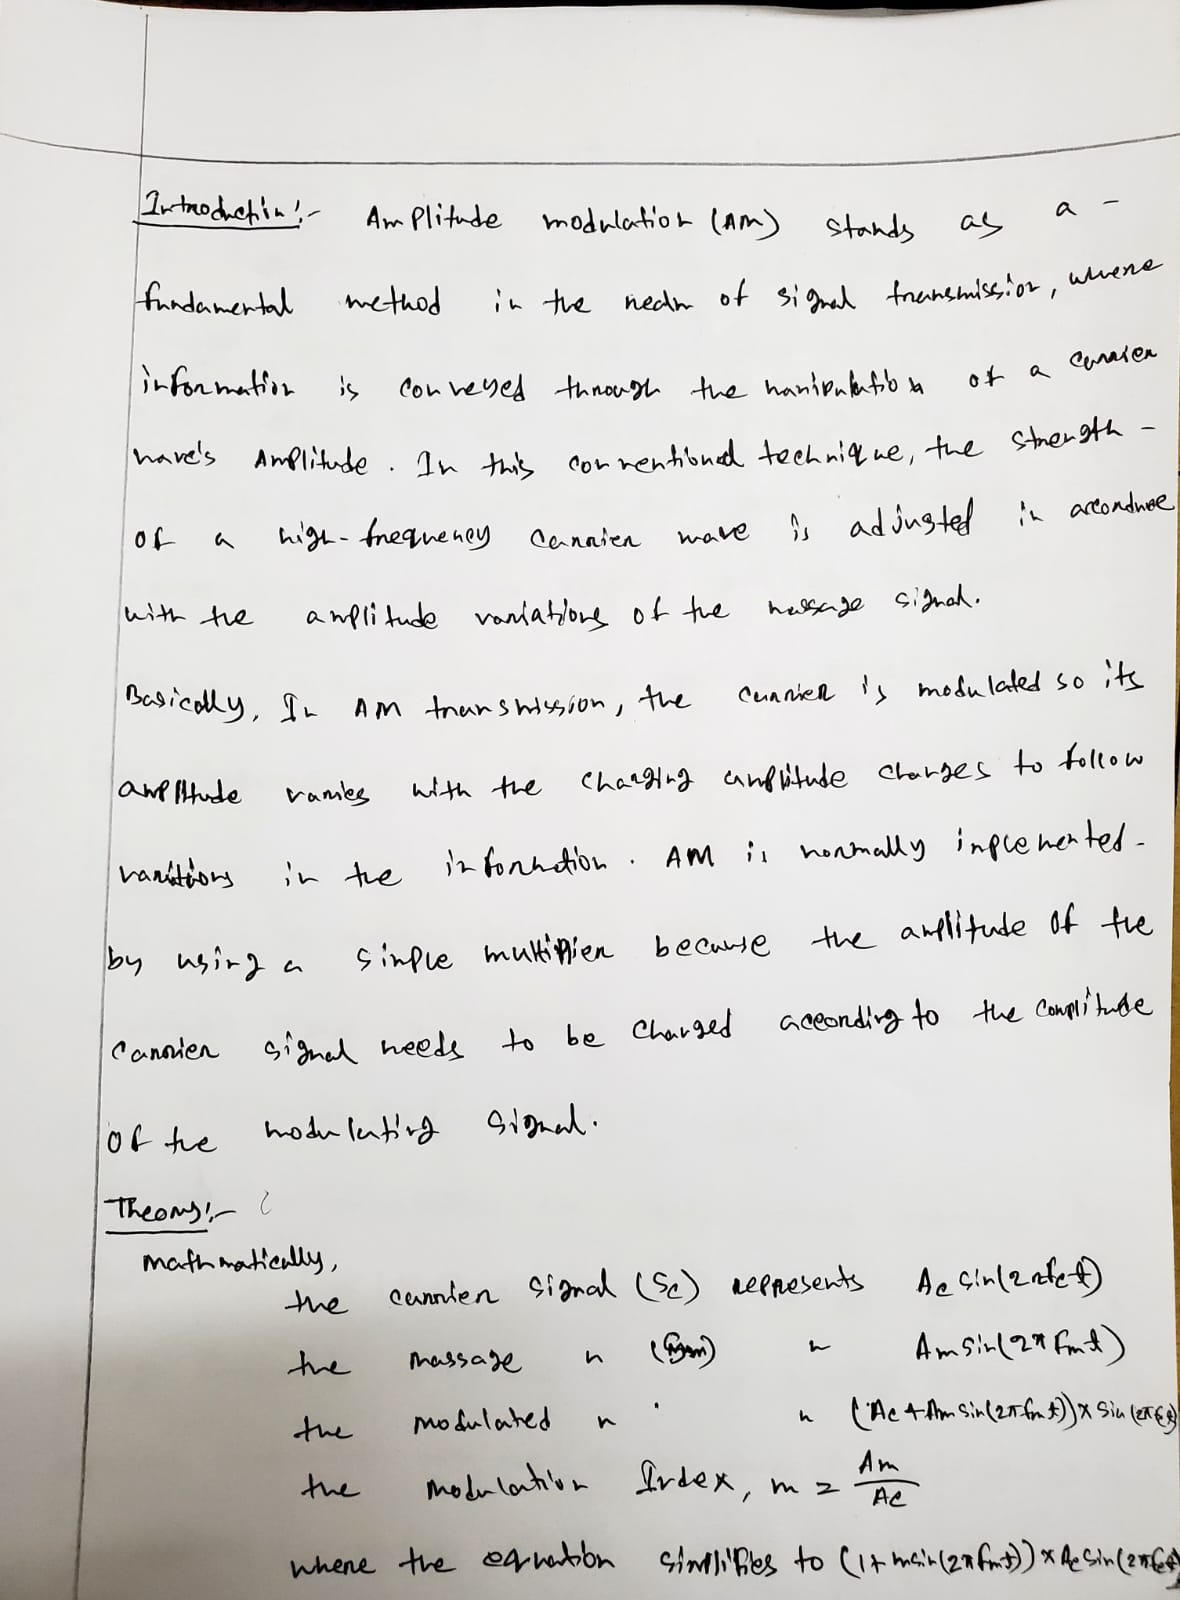 Introduction:- Amplitude modulation (AM) stands as a -
fundamental method in the realm of signal transmission, where
information is conveyed through the manipulation of a carrier
wave's Amplitude. In this conventional technique, the strength -
of a high-frequency carrier wave is adjusted in
with the amplitude variations of the massage signal.
Basically, In AM transmission, the carrier is modulated so its
amplitude varies with the changing amplitude changes to follow
in the information. AM is normally implemented -
by using a simple because the amplitude of the
carrier signal needs to be changed according to the amplitude
of the modulating signal.
Theory:-
mathmatically,
the carrier signal (Sc) represents Ac sin(2πfct)
the massage " " Am sin(2πfmt)
the modulated " " (Ac + Am sin(2πfmt)) x sin(2πfct)
the modulation Index, m = Am/Ac
where the equation simplifies to (1+ msin(2πfmt)) x Ac sin(2πfct)